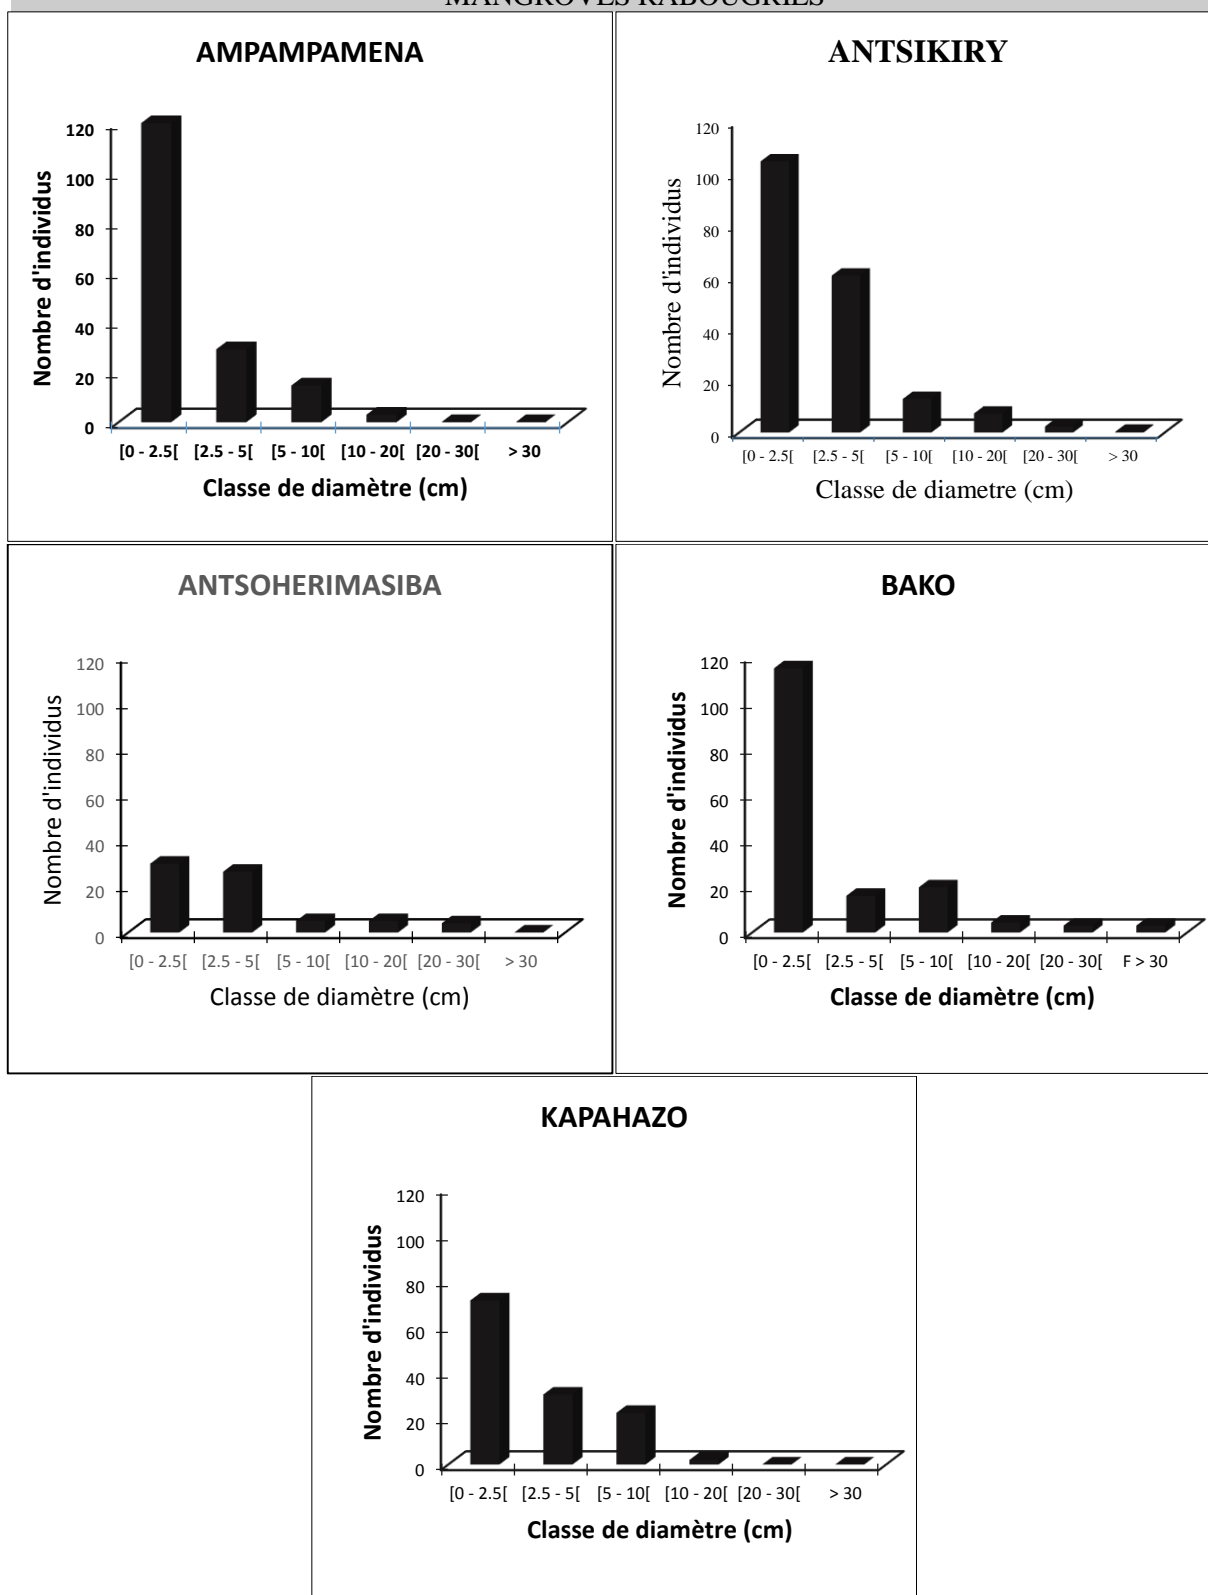 MANGROVES RABOUGRIES
AMPAMPAMENA
Nombre d'individus
120
100
80
60
40
20
0
[0 - 2.5[ [2.5 - 5[ [5 - 10[ [10 - 20[ [20 - 30[ > 30
Classe de diamètre (cm)
ANTSIKIRY
Nombre d'individus
120
100
80
60
40
20
0
[0 - 2.5[ [2.5 - 5[ [5 - 10[ [10 - 20[ [20 - 30[ > 30
Classe de diametre (cm)
ANTSOHERIMASIBA
Nombre d'individus
120
100
80
60
40
20
0
[0 - 2.5[ [2.5 - 5[ [5 - 10[ [10 - 20[ [20 - 30[ > 30
Classe de diamètre (cm)
BAKO
Nombre d'individus
120
100
80
60
40
20
0
[0 - 2.5[ [2.5 - 5[ [5 - 10[ [10 - 20[ [20 - 30[ F > 30
Classe de diamètre (cm)
KAPAHAZO
Nombre d'individus
120
100
80
60
40
20
0
[0 - 2.5[ [2.5 - 5[ [5 - 10[ [10 - 20[ [20 - 30[ > 30
Classe de diamètre (cm)